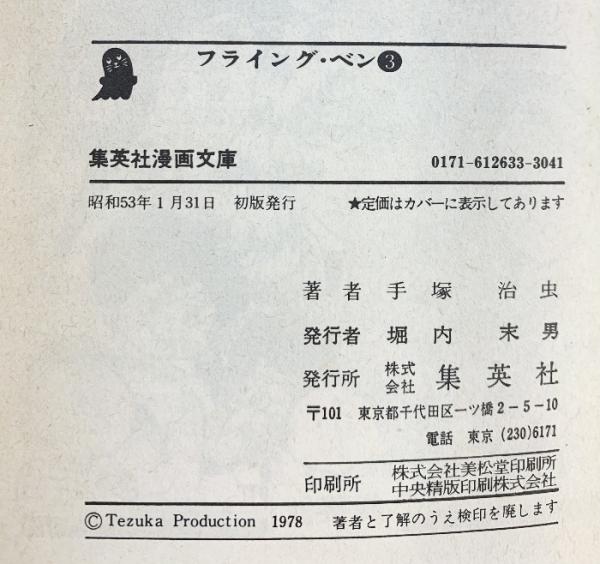 フライング・ベン❸
集英社漫画文庫 0171-612633-3041
昭和53年1月31日 初版発行 ★定価はカバーに表示してあります
著者 手塚 治虫
発行者 堀内 末男
発行所 株式会社 集英社
〒101 東京都千代田区一ツ橋2-5-10
電話 東京(230)6171
印刷所 株式会社美松堂印刷所
中央精版印刷株式会社
©Tezuka Production 1978 著者と了解のうえ検印を廃します